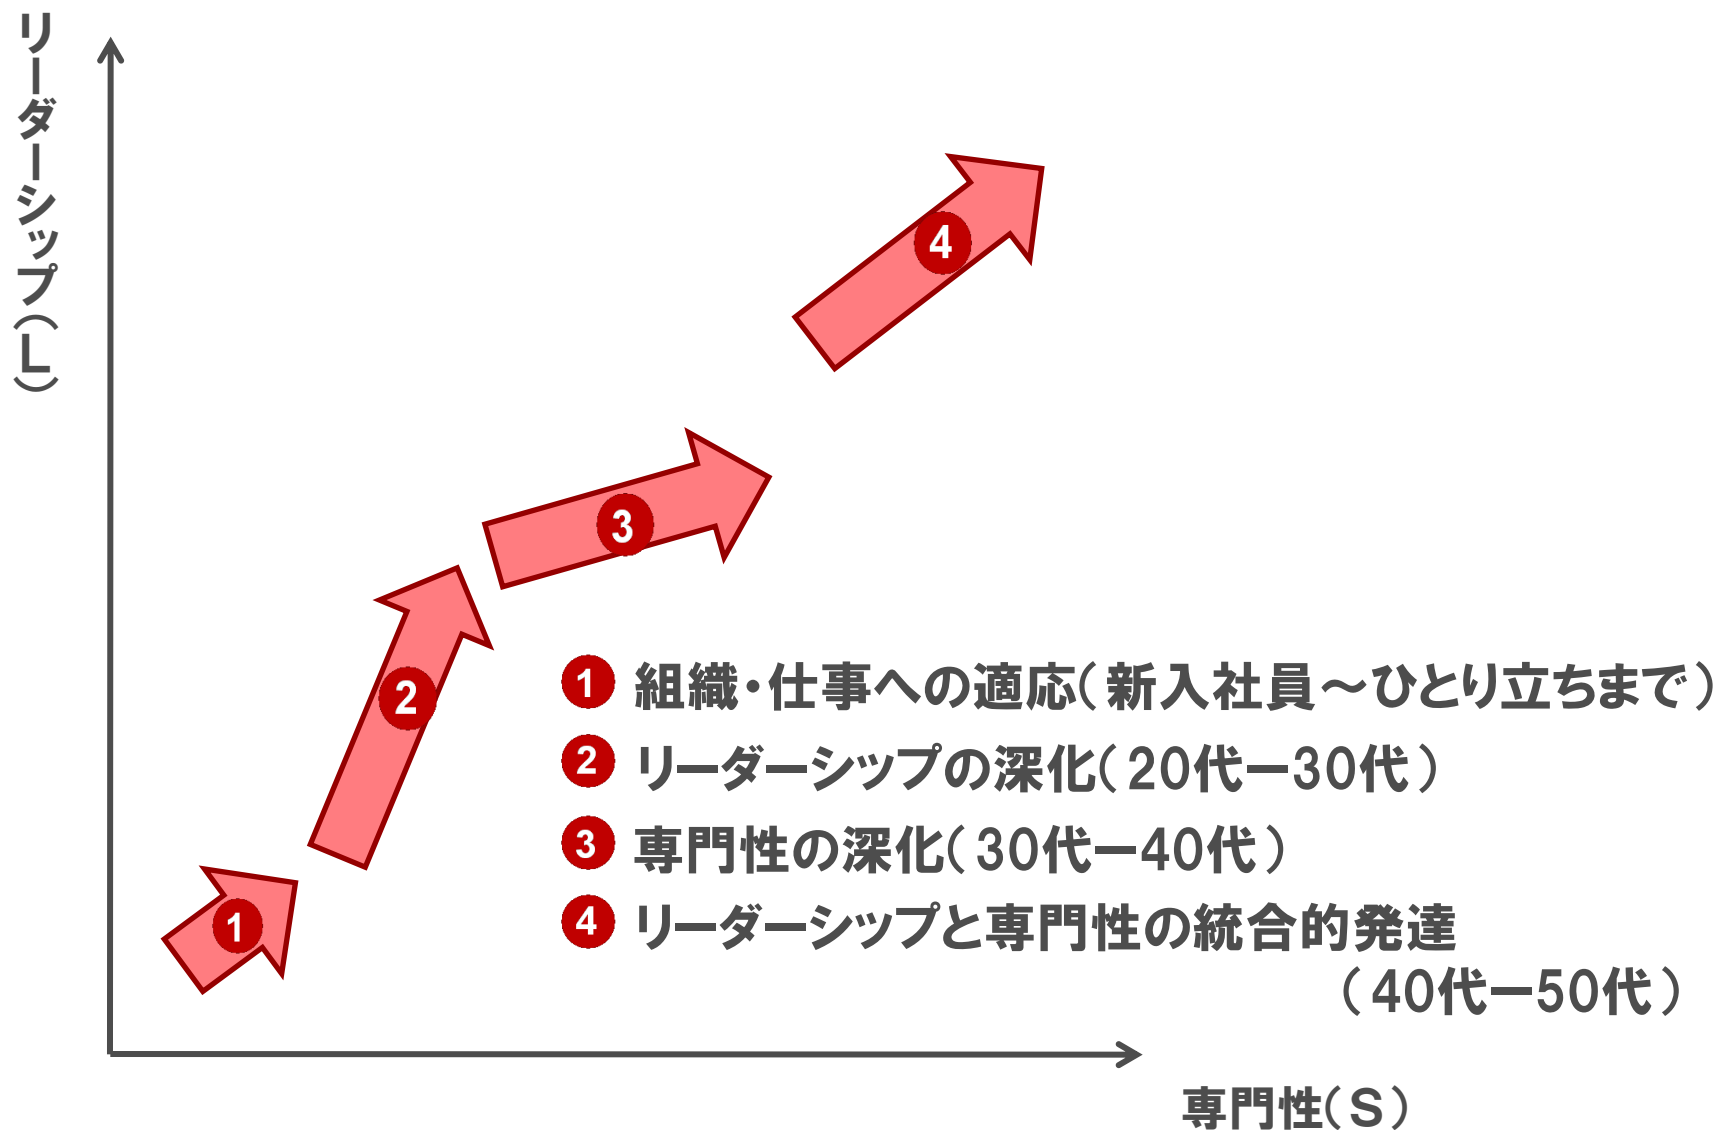 リーダーシップ（L）
4
3
2
1
1 組織・仕事への適応（新入社員～ひとり立ちまで）
2 リーダーシップの深化（20代ー30代）
3 専門性の深化（30代ー40代）
4 リーダーシップと専門性の統合的発達
（40代ー50代）
専門性（S）